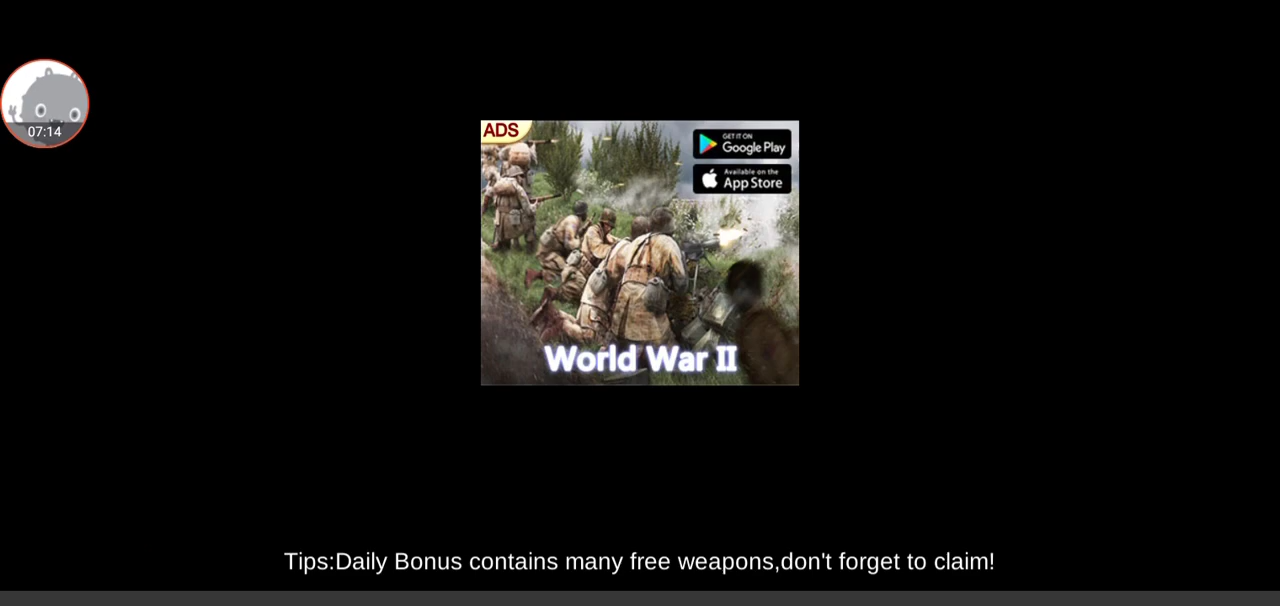 07:14
ADS
GET IT ON
Google Play
Available on the
App Store
World War II
Tips:Daily Bonus contains many free weapons,don't forget to claim!